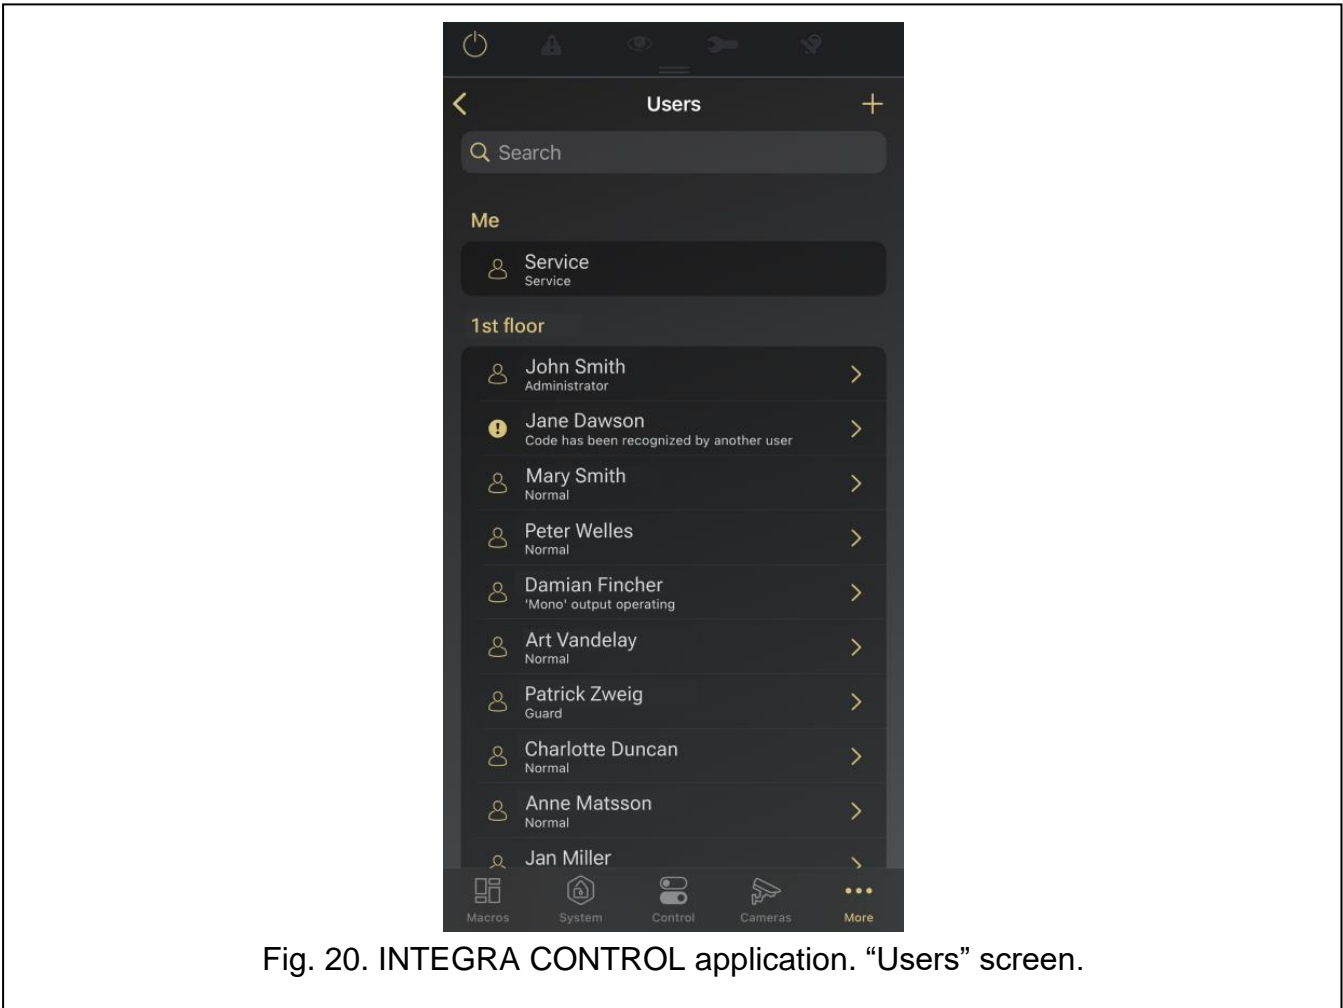 Users
Search
Me
Service
Service
1st floor
John Smith
Administrator
Jane Dawson
Code has been recognized by another user
Mary Smith
Normal
Peter Welles
Normal
Damian Fincher
'Mono' output operating
Art Vandelay
Normal
Patrick Zweig
Guard
Charlotte Duncan
Normal
Anne Matsson
Normal
Jan Miller
Macros System Control Cameras More
Fig. 20. INTEGRA CONTROL application. “Users” screen.